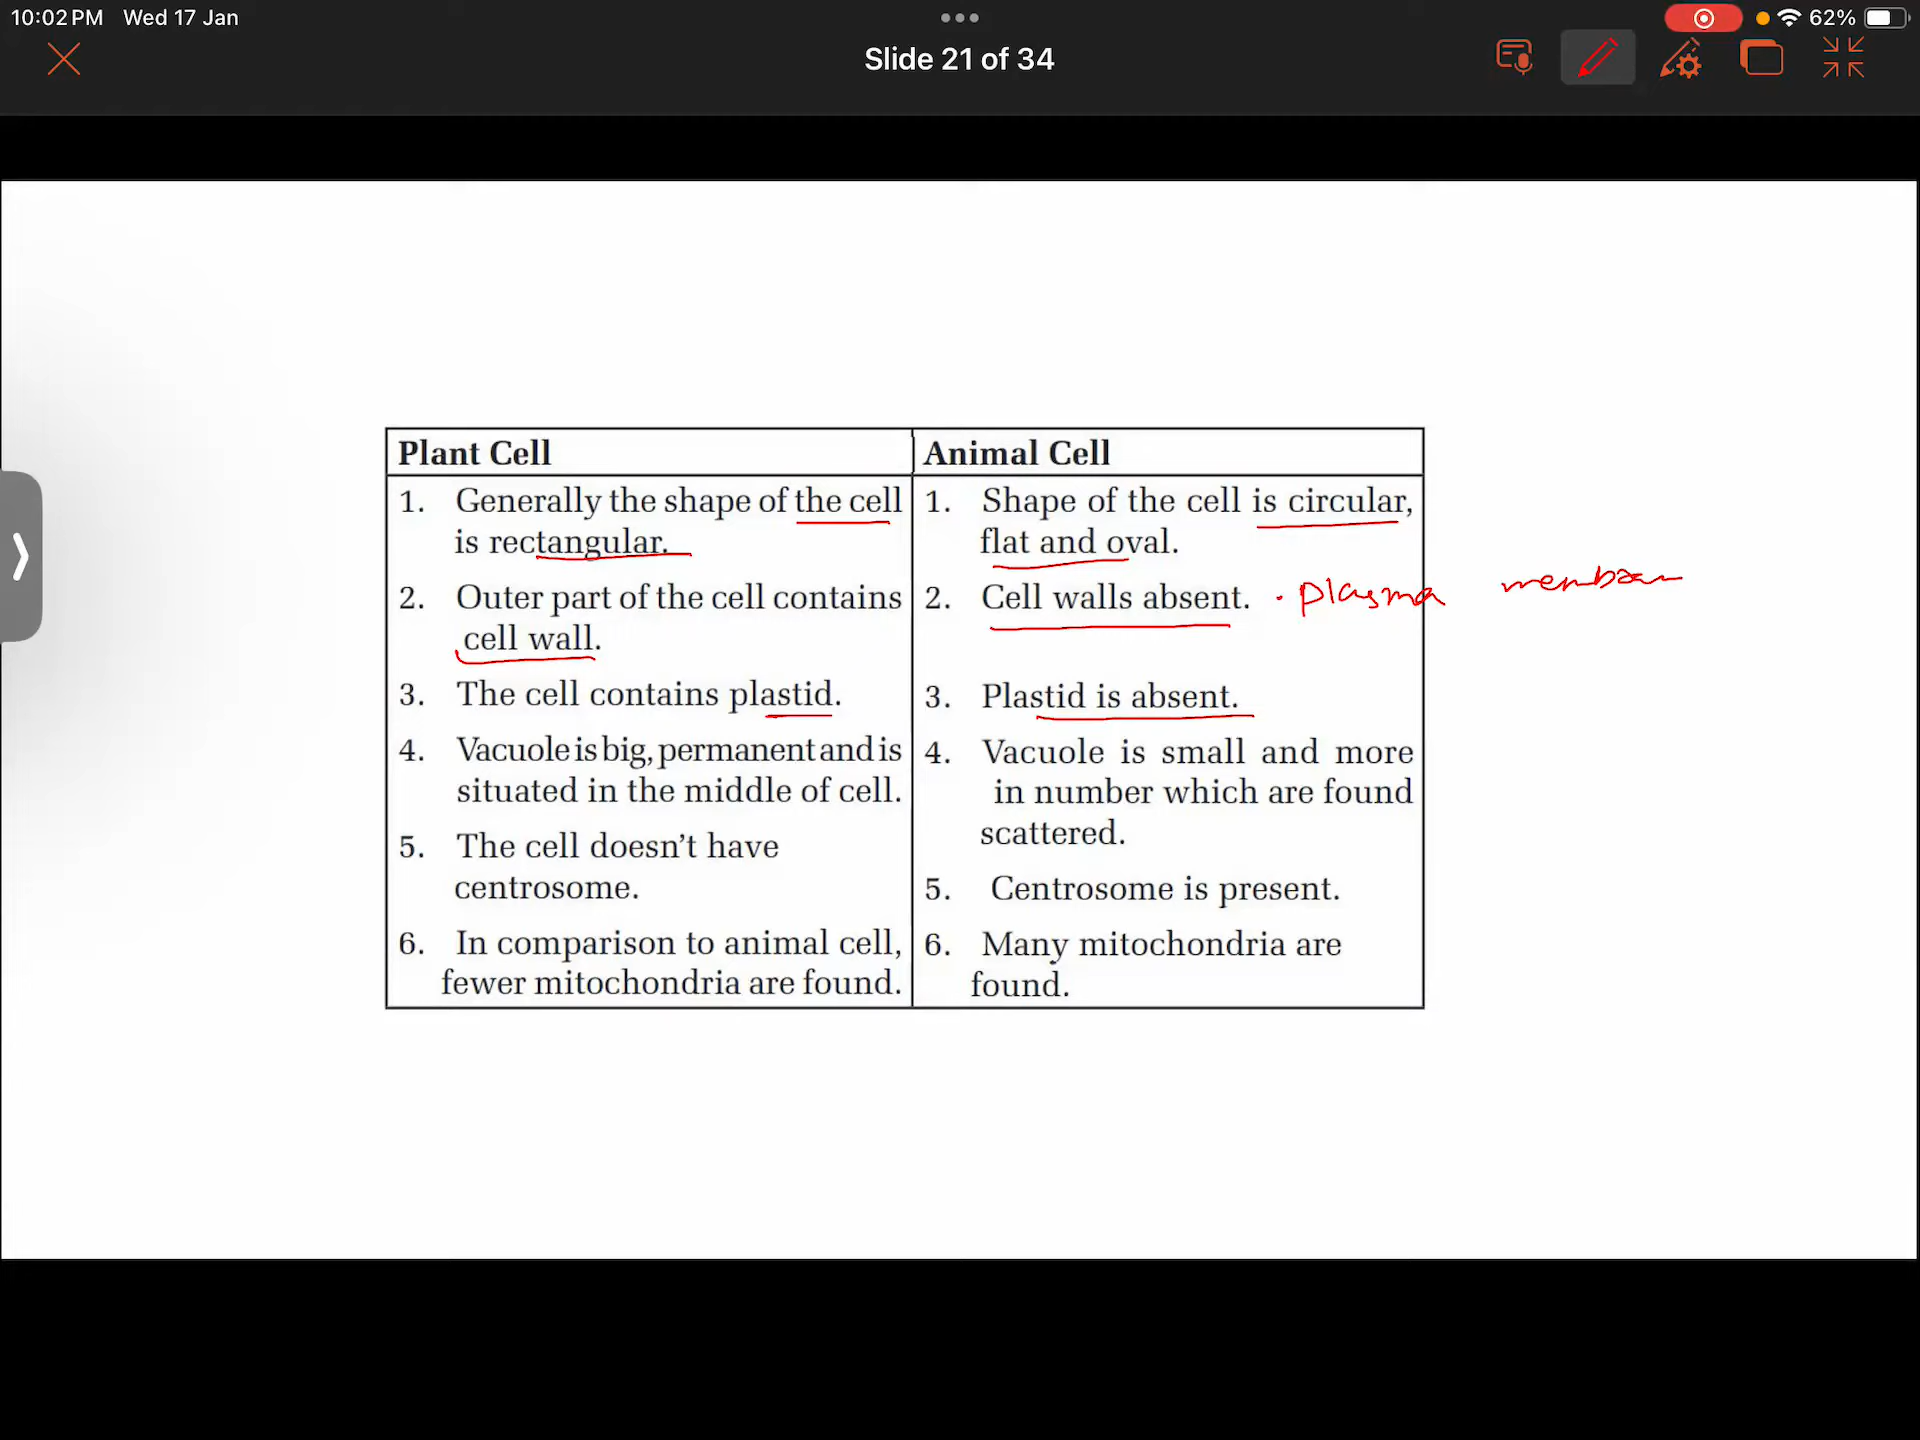 10:02 PM Wed 17 Jan
62%
Slide 21 of 34
Plant Cell
1. Generally the shape of the cell
is rectangular.
2. Outer part of the cell contains
cell wall.
3. The cell contains plastid.
4. Vacuole is big, permanent and is
situated in the middle of cell.
5. The cell doesn't have
centrosome.
6. In comparison to animal cell,
fewer mitochondria are found.
Animal Cell
1. Shape of the cell is circular,
flat and oval.
2. Cell walls absent. . plasma
3. Plastid is absent.
4. Vacuole is small and more
in number which are found
scattered.
5. Centrosome is present.
6. Many mitochondria are
found.